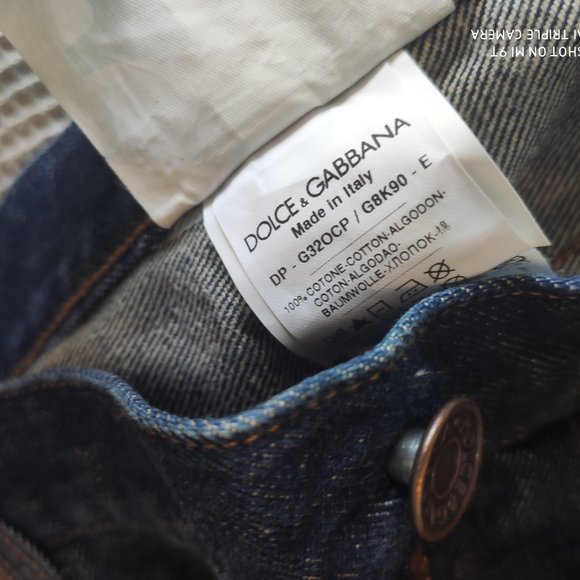 SHOT ON MI 9T
AI TRIPLE CAMERA
DOLCE & GABBANA
Made in Italy
DP - G32OCP / G8K90 - E
100% COTONE-COTTON-ALGODON-
COTON-ALGODAO-
BAUMWOLLE-ХЛОПОК-棉